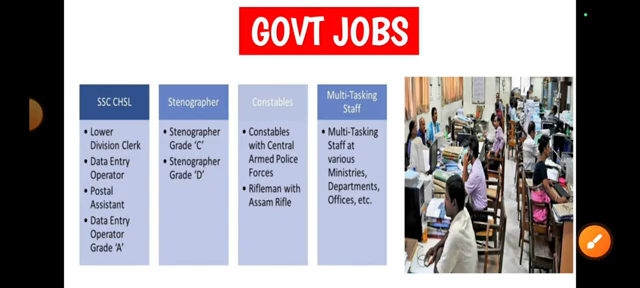 GOVT JOBS
SSC CHSL
• Lower
Division Clerk
• Data Entry
Operator
• Postal
Assistant
• Data Entry
Operator
Grade ‘A’
Stenographer
• Stenographer
Grade ‘C’
• Stenographer
Grade ‘D’
Constables
• Constables
with Central
Armed Police
Forces
• Rifleman with
Assam Rifle
Multi-Tasking
Staff
• Multi-Tasking
Staff at
various
Ministries,
Departments,
Offices, etc.